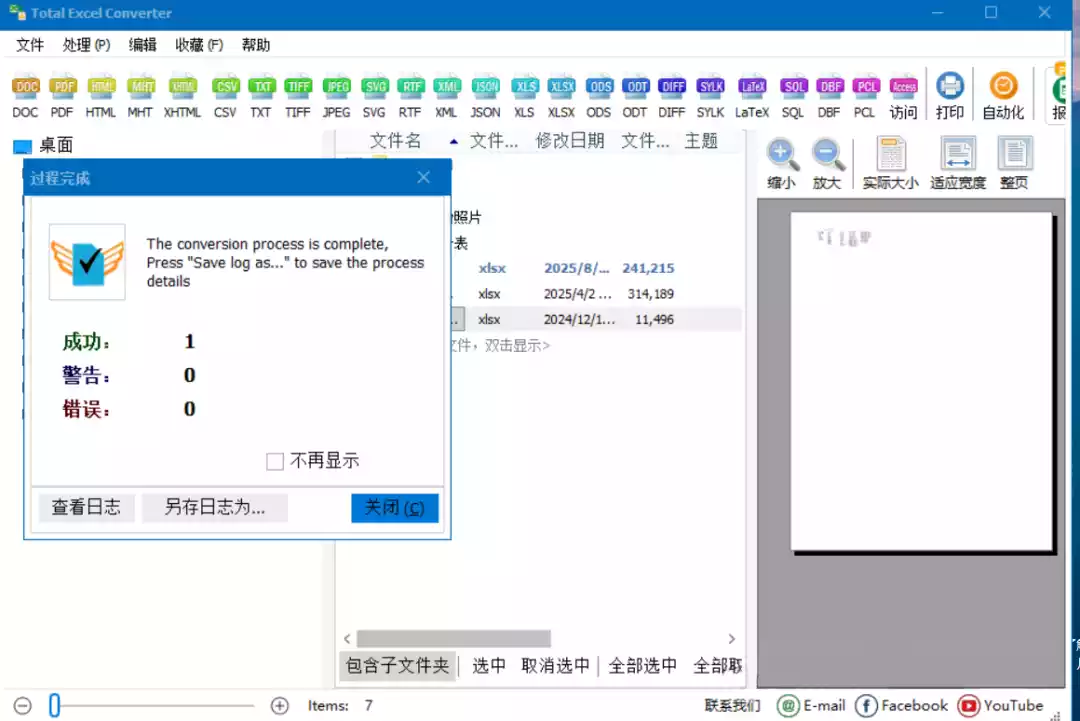 Total Excel Converter
文件 处理 (P) 编辑 收藏 (F) 帮助
DOC PDF HTML MHT XHTML CSV TXT TIFF JPEG SVG RTF XML JSON XLS XLSX ODS ODT DIFF SYLK LaTeX SQL DBF PCL Access
DOC PDF HTML MHT XHTML CSV TXT TIFF JPEG SVG RTF XML JSON XLS XLSX ODS ODT DIFF SYLK LaTeX SQL DBF PCL 访问 打印 自动化 报
桌面
文件名 文件... 修改日期 文件... 主题
缩小 放大 实际大小 适应宽度 整页
过程完成
照片
表
The conversion process is complete,
Press "Save log as..." to save the process
details
xlsx 2025/8/... 241,215
xlsx 2025/4/2 ... 314,189
... xlsx 2024/12/1... 11,496
文件，双击显示>
成功: 1
警告: 0
错误: 0
不再显示
查看日志 另存日志为... 关闭 (C)
包含子文件夹 选中 取消选中 全部选中 全部取
Items: 7
联系我们 E-mail Facebook YouTube